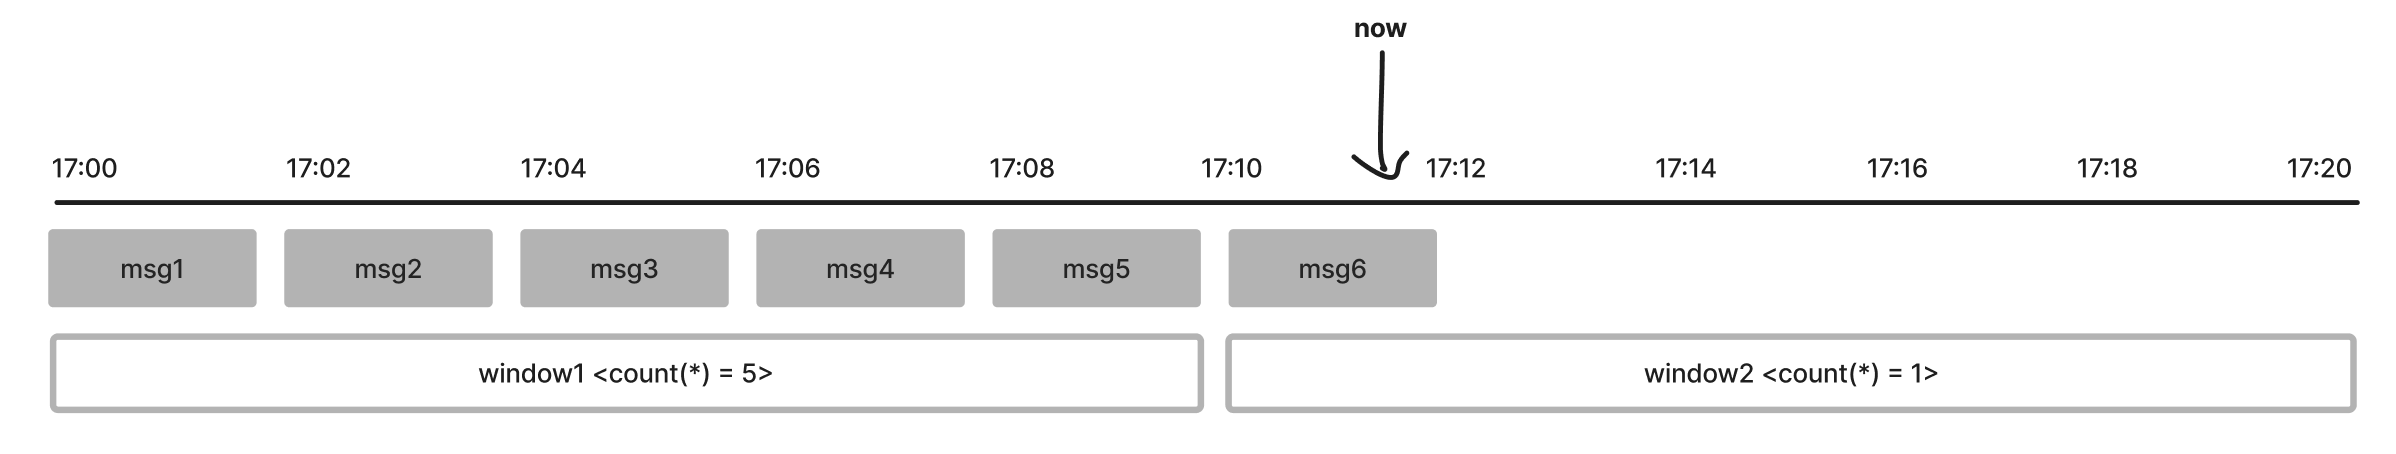 now
17:00 17:02 17:04 17:06 17:08 17:10 17:12 17:14 17:16 17:18 17:20
msg1 msg2 msg3 msg4 msg5 msg6
window1 <count(*) = 5> window2 <count(*) = 1>